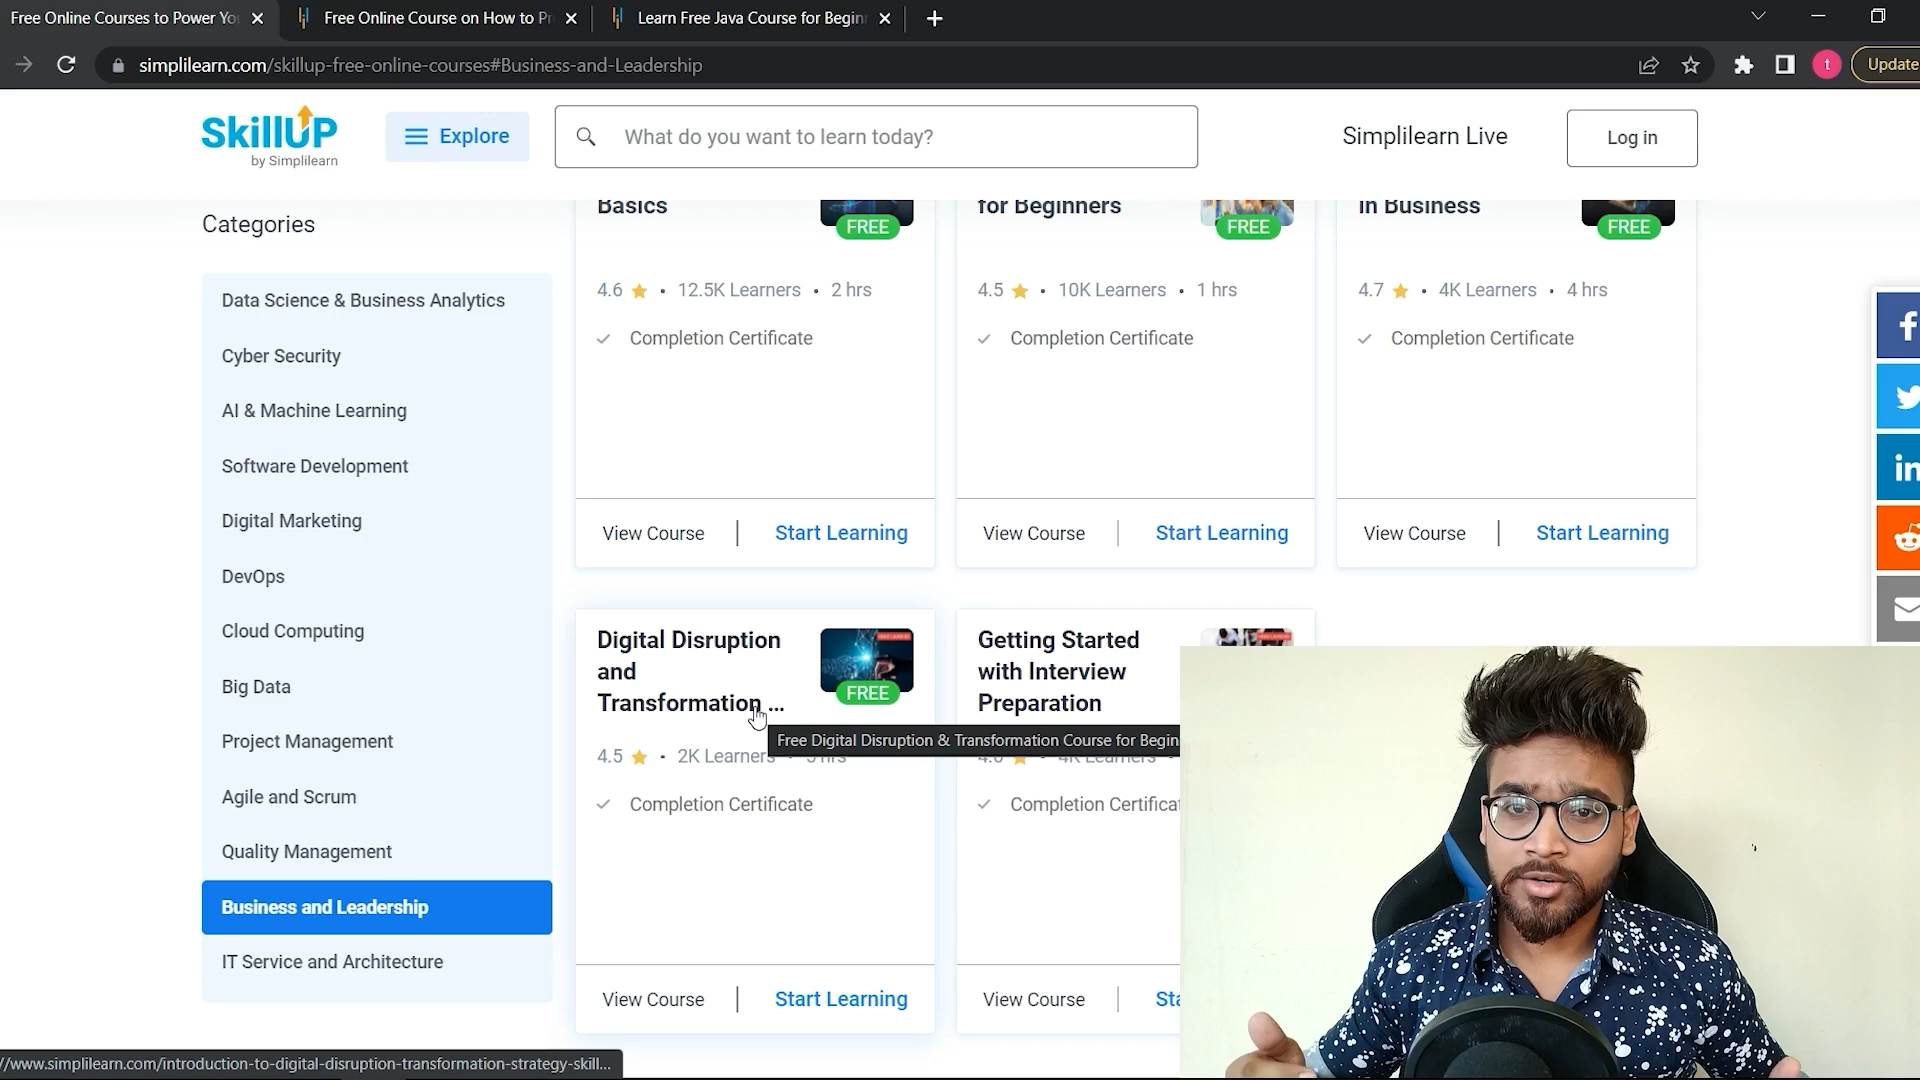 Free Online Courses to Power Yo
Free Online Course on How to Pr
Learn Free Java Course for Begin
simplilearn.com/skillup-free-online-courses#Business-and-Leadership
t
Update
SkillUP
by Simplilearn
Explore
What do you want to learn today?
Simplilearn Live
Log in
Categories
Data Science & Business Analytics
Cyber Security
AI & Machine Learning
Software Development
Digital Marketing
DevOps
Cloud Computing
Big Data
Project Management
Agile and Scrum
Quality Management
Business and Leadership
IT Service and Architecture
Basics
FREE
4.6 • 12.5K Learners • 2 hrs
Completion Certificate
View Course | Start Learning
for Beginners
FREE
4.5 • 10K Learners • 1 hrs
Completion Certificate
View Course | Start Learning
in Business
FREE
4.7 • 4K Learners • 4 hrs
Completion Certificate
View Course | Start Learning
Digital Disruption
and
Transformation ...
FREE
4.5 • 2K Learners
Completion Certificate
View Course | Start Learning
Getting Started
with Interview
Preparation
Free Digital Disruption & Transformation Course for Begin
4K Learners
Completion Certificat
View Course | Sta
f
in
//www.simplilearn.com/introduction-to-digital-disruption-transformation-strategy-skill...